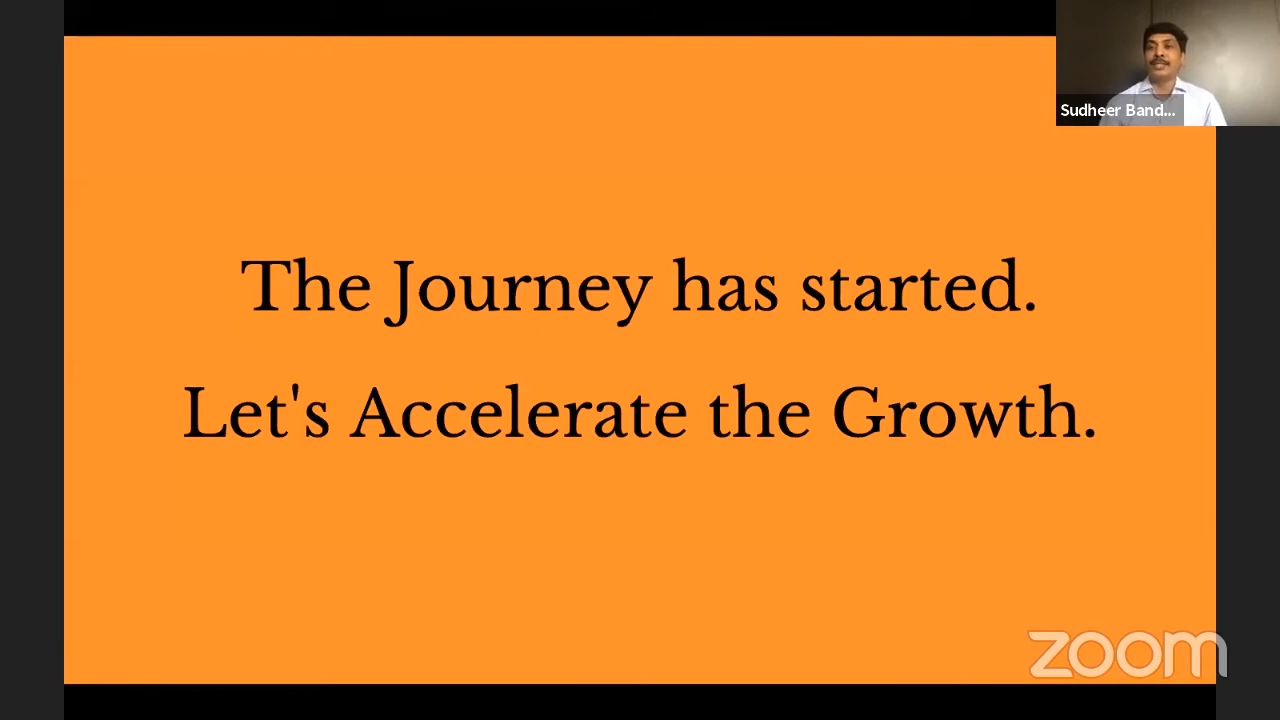 Sudheer Band...
The Journey has started.
Let's Accelerate the Growth.
zoom